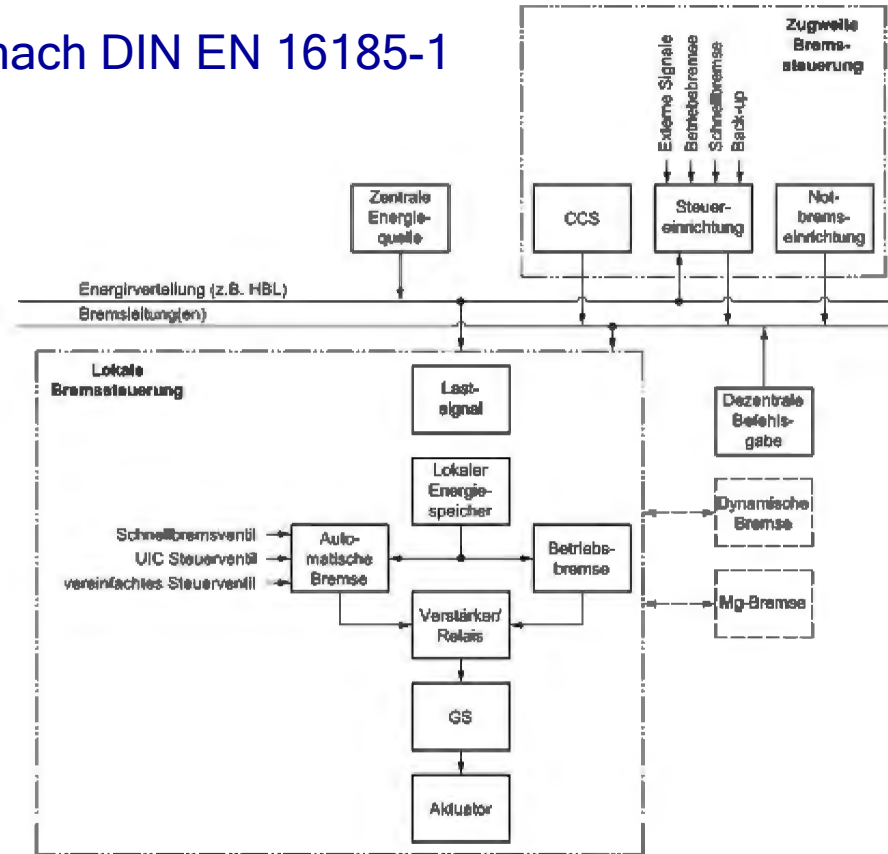 nach DIN EN 16185-1
Zugweite
Brems-
steuerung
Externe Signale
Betriebsbremse
Schnellbremse
Back-up
Zentrale
Energie-
quelle
CCS
Steuer-
einrichtung
Not-
brems-
einrichtung
Energirverteilung (z.B. HBL)
Bremsleitung(en)
Lokale
Bremssteuerung
Last-
signal
Dezentrale
Befehls-
gabe
Lokaler
Energie-
speicher
Dynamische
Bremse
Schnellbremsventil
UIC Steuerventil
vereinfachtes Steuerventil
Auto-
matische
Bremse
Betriebs-
bremse
Mg-Bremse
Verstärker/
Relais
GS
Aktuator